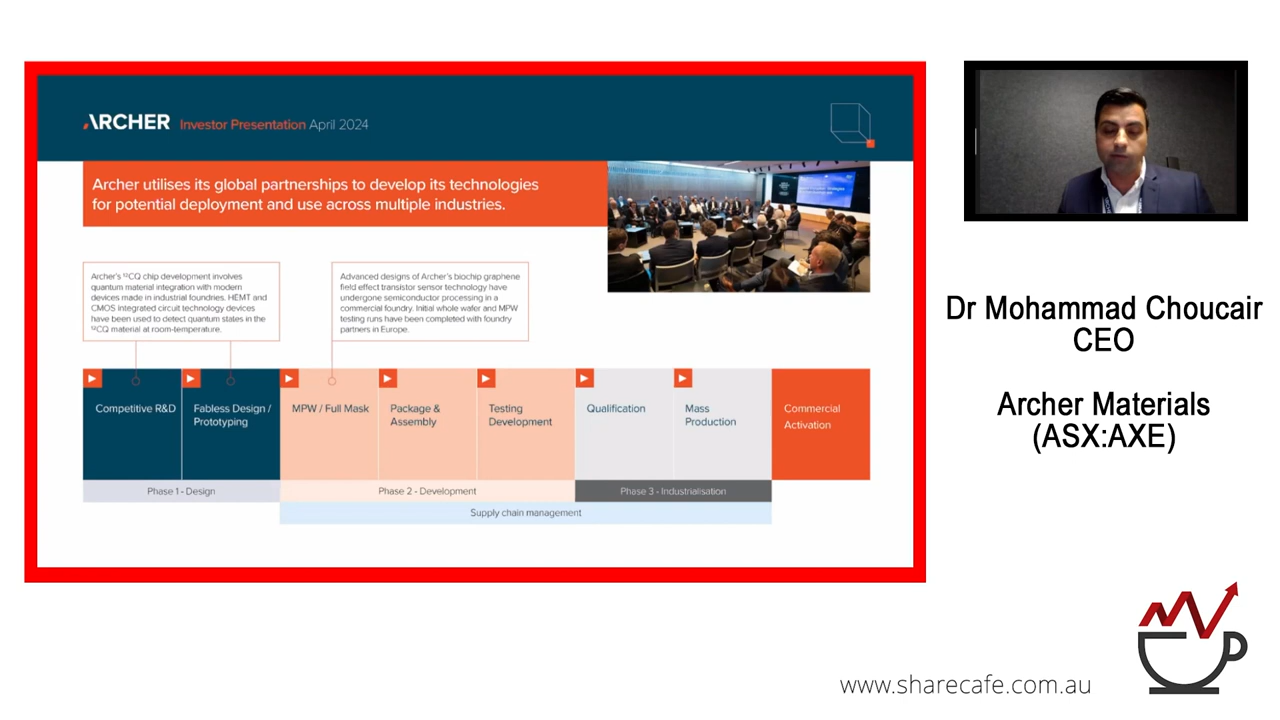 ARCHER Investor Presentation April 2024
Archer utilises its global partnerships to develop its technologies
for potential deployment and use across multiple industries.
Archer's ¹²CQ chip development involves
quantum material integration with modern
devices made in industrial foundries. HEMT and
CMOS integrated circuit technology devices
have been used to detect quantum states in the
¹²CQ material at room-temperature.
Advanced designs of Archer's biochip graphene
field effect transistor sensor technology have
undergone semiconductor processing in a
commercial foundry. Initial whole wafer and MPW
testing runs have been completed with foundry
partners in Europe.
Competitive R&D
Fabless Design /
Prototyping
MPW / Full Mask
Package &
Assembly
Testing
Development
Qualification
Mass
Production
Commercial
Activation
Phase 1 - Design
Phase 2 - Development
Phase 3 - Industrialisation
Supply chain management
Dr Mohammad Choucair
CEO
Archer Materials
(ASX:AXE)
www.sharecafe.com.au